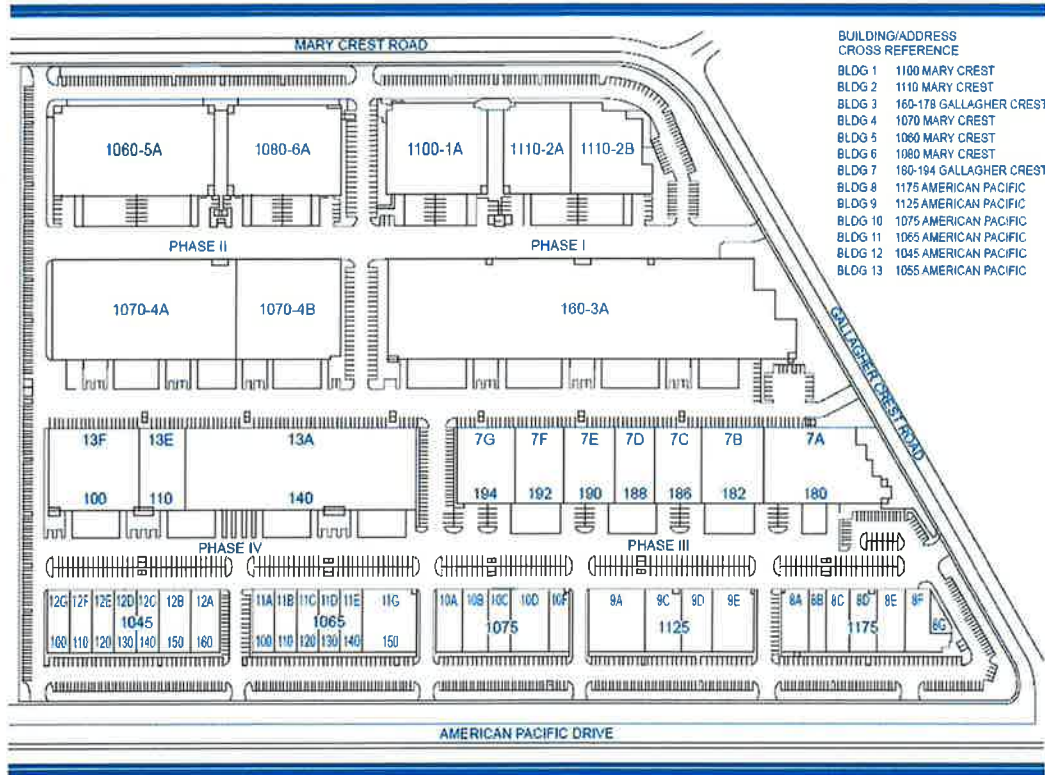 MARY CREST ROAD
BUILDING/ADDRESS
CROSS REFERENCE
BLDG 1 1100 MARY CREST
BLDG 2 1110 MARY CREST
BLDG 3 160-178 GALLAGHER CREST
BLDG 4 1070 MARY CREST
BLDG 5 1060 MARY CREST
BLDG 6 1080 MARY CREST
BLDG 7 180-194 GALLAGHER CREST
BLDG 8 1175 AMERICAN PACIFIC
BLDG 9 1125 AMERICAN PACIFIC
BLDG 10 1075 AMERICAN PACIFIC
BLDG 11 1065 AMERICAN PACIFIC
BLDG 12 1045 AMERICAN PACIFIC
BLDG 13 1055 AMERICAN PACIFIC
1060-5A 1080-6A 1100-1A 1110-2A 1110-2B
PHASE II PHASE I
1070-4A 1070-4B 160-3A
GALLAGHER CREST ROAD
13F 13E 13A 7G 7F 7E 7D 7C 7B 7A
100 110 140 194 192 190 188 186 182 180
PHASE IV PHASE III
12G 12F 12E 12D 12C 12B 12A 11A 11B 11C 11D 11E 11G 10A 10B 10C 10D 10F 9A 9C 9D 9E 8A 8B 8C 8D 8E 8F
8G
1045 1065 1075 1125 1175
100 110 120 130 140 150 160 100 110 120 130 140 150
AMERICAN PACIFIC DRIVE